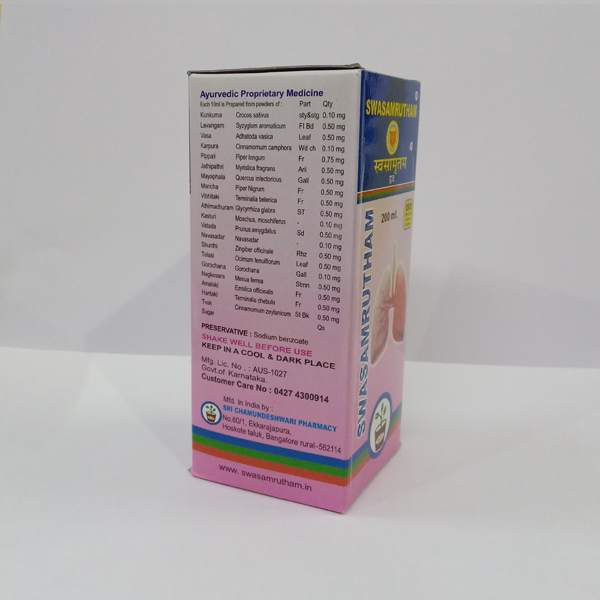 Ayurvedic Proprietary Medicine
Each 10ml is Prepared from powders of : Part Qty
Kunkuma Crocus sativus sty&stg 0.10 mg
Lavangam Syzygium aromaticum Fl Bd 0.50 mg
Vasa Adhatoda vasica Leaf 0.50 mg
Karpura Cinnamomum camphora Wd ch 0.10 mg
Pippali Piper longum Fr 0.75 mg
Jathipathri Myristica fragrans Aril 0.50 mg
Mayaphala Quercus infectorious Gall 0.50 mg
Maricha Piper Nigrum Fr 0.50 mg
Vibhitaki Terminalia belerica Fr 0.50 mg
Athimadhuram Glycyrrhiza glabra ST 0.50 mg
Kasturi Moschus. moschiferus - 0.10 mg
Vatada Prunus amygdalus Sd 0.50 mg
Navasadar Navasadar - 0.10 mg
Shunthi Zingiber officinale Rhz 0.50 mg
Tulasi Ocimum tenuiflorum Leaf 0.50 mg
Gorochana Gorochana Gall 0.10 mg
Nagkesara Mesua ferrea Stmn 0.50 mg
Amalaki Emblica officinalis Fr 0.50 mg
Haritaki Terminalia chebula Fr 0.50 mg
Tvak Cinnamomum zeylanicum St Bk 0.50 mg
Sugar Qs
PRESERVATIVE : Sodium benzoate
SHAKE WELL BEFORE USE
KEEP IN A COOL & DARK PLACE
Mfg. Lic. No . : AUS-1027
Govt.of Karnataka.
Customer Care No : 0427 4300914
Mfd. In India by :
SRI CHAMUNDESHWARI PHARMACY
No.80/1, Ekkarajapura,
Hoskote taluk, Bangalore rural-562114
www. swasamrutham.in
SWASAMRUTHAM
स्वसामृतम
द्रव
200 ml.
SWASAMRUTHAM